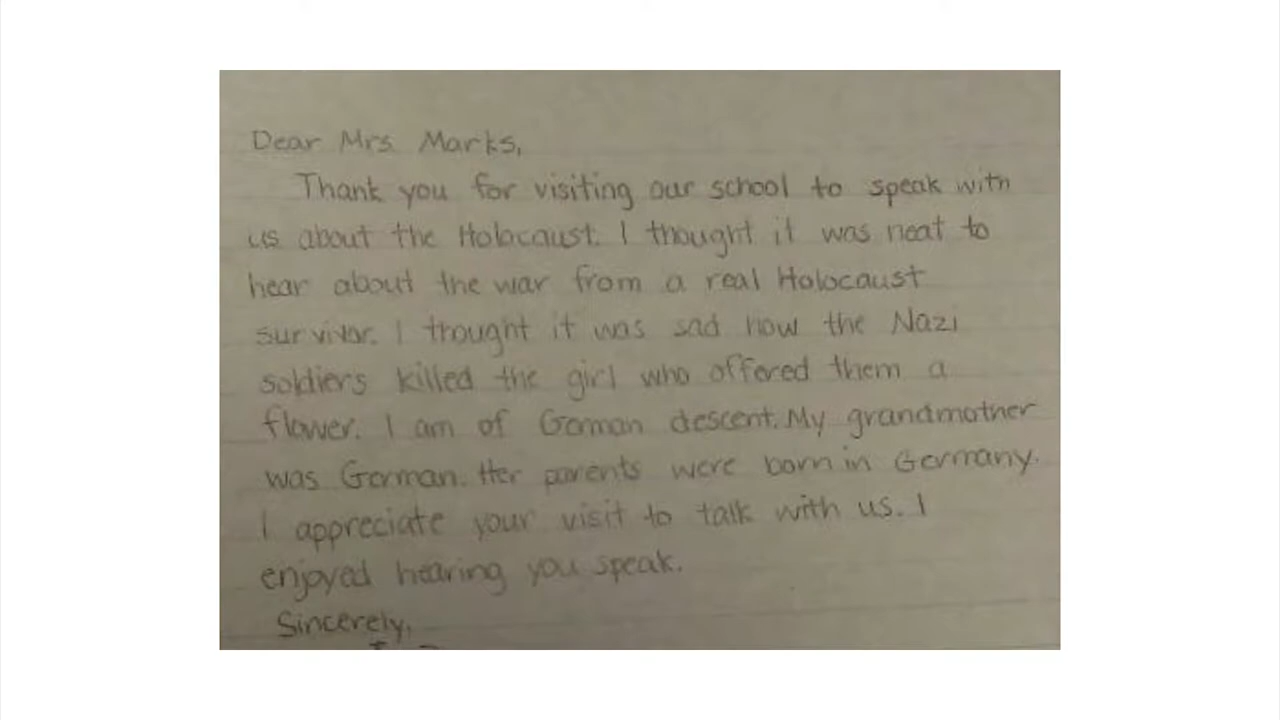 Dear Mrs. Marks,
Thank you for visiting our school to speak with
us about the Holocaust. I thought it was neat to
hear about the war from a real Holocaust
survivor. I thought it was sad how the Nazi
soldiers killed the girl who offered them a
flower. I am of German descent. My grandmother
was German. Her parents were born in Germany.
I appreciate your visit to talk with us. I
enjoyed hearing you speak.
Sincerely,